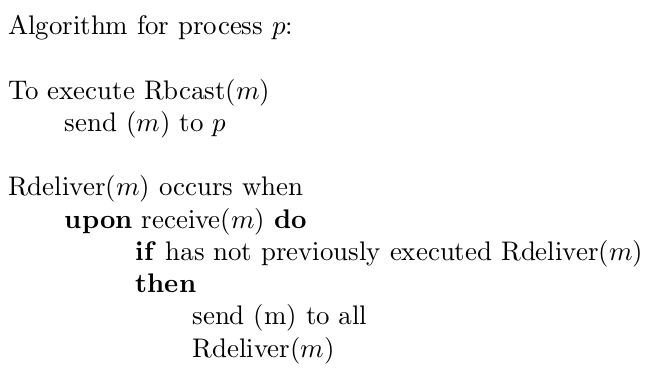 Algorithm for process p:
To execute Rbcast(m)
send (m) to p
Rdeliver(m) occurs when
upon receive(m) do
if has not previously executed Rdeliver(m)
then
send (m) to all
Rdeliver(m)